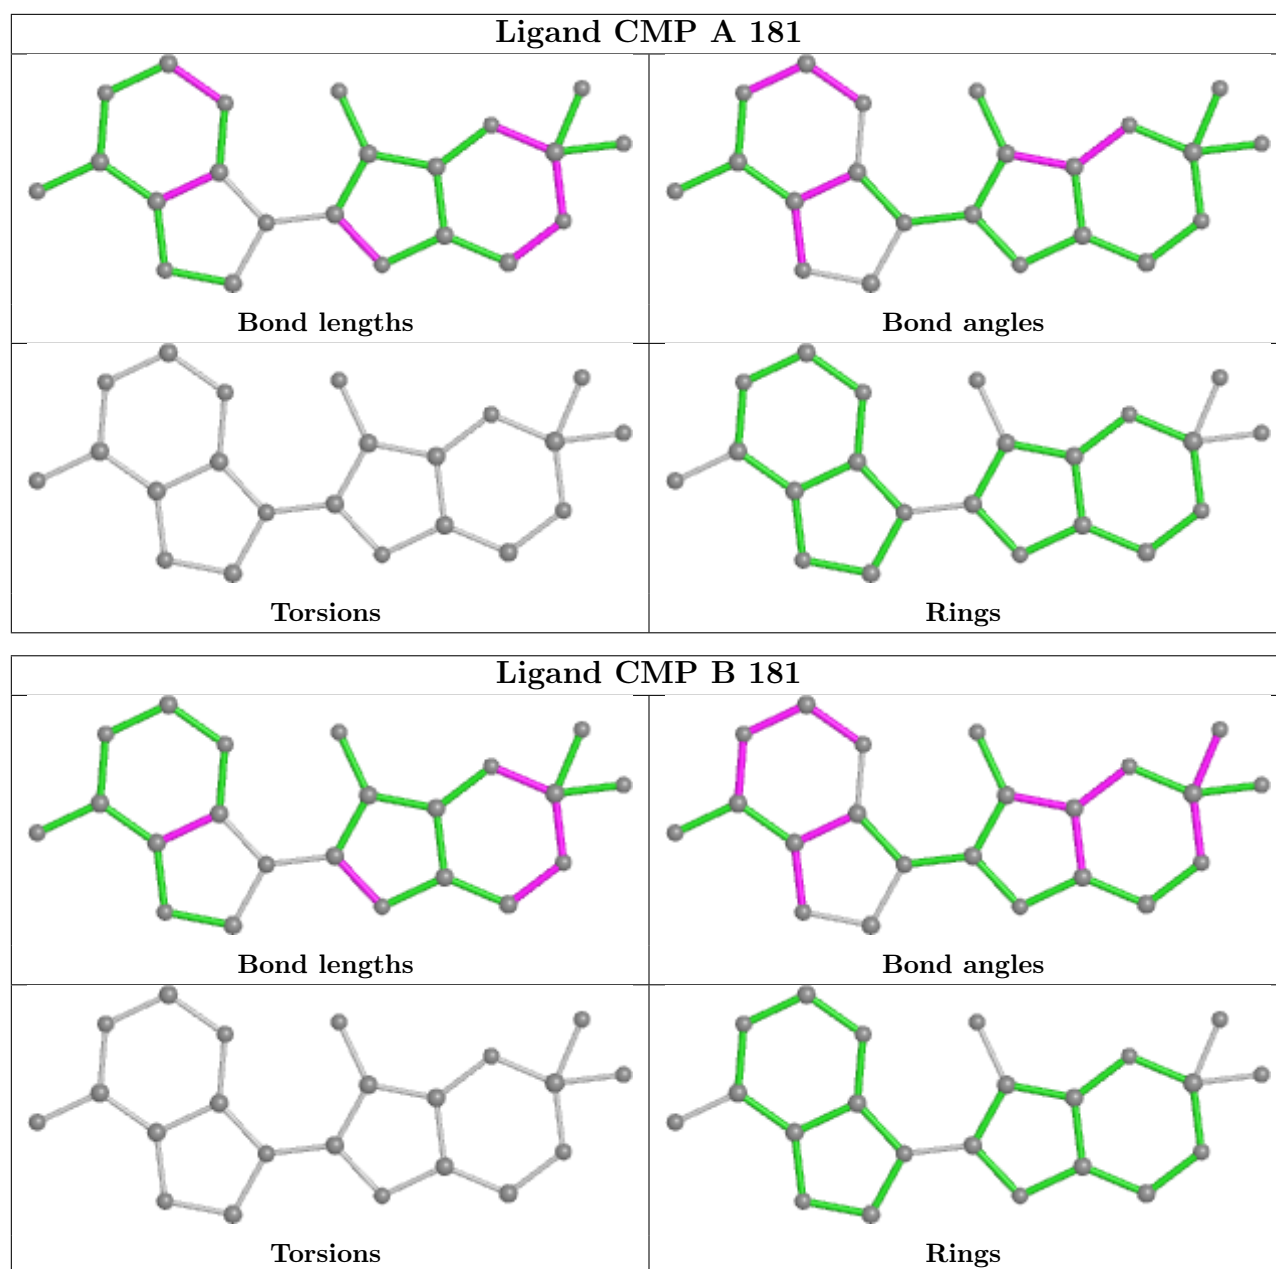 Ligand CMP A 181
Bond lengths
Bond angles
Torsions
Rings
Ligand CMP B 181
Bond lengths
Bond angles
Torsions
Rings